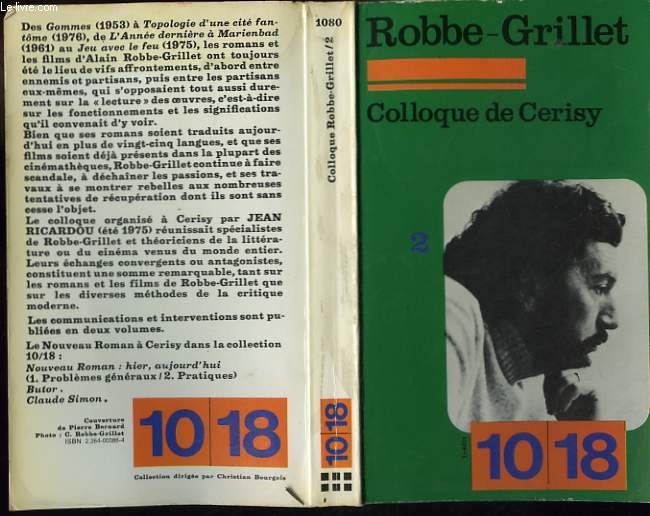 Des Gommes (1953) à Topologie d'une cité fan-
tôme (1976), de L'Année dernière à Marienbad
(1961) au Jeu avec le feu (1975), les romans et
les films d'Alain Robbe-Grillet ont toujours
été le lieu de vifs affrontements, d'abord entre
ennemis et partisans, puis entre les partisans
eux-mêmes, qui s'opposaient tout aussi dure-
ment sur la « lecture » des œuvres, c'est-à-dire
sur les fonctionnements et les significations
qu'il convenait d'y voir.
Bien que ses romans soient traduits aujour-
d'hui en plus de vingt-cinq langues, et que ses
films soient déjà présents dans la plupart des
cinémathèques, Robbe-Grillet continue à faire
scandale, à déchaîner les passions, et ses tra-
vaux à se montrer rebelles aux nombreuses
tentatives de récupération dont ils sont sans
cesse l'objet.
Le colloque organisé à Cerisy par JEAN
RICARDOU (été 1975) réunissait spécialistes
de Robbe-Grillet et théoriciens de la littéra-
ture ou du cinéma venus du monde entier.
Leurs échanges convergents ou antagonistes,
constituent une somme remarquable, tant sur
les romans et les films de Robbe-Grillet que
sur les diverses méthodes de la critique
moderne.
Les communications et interventions sont pu-
bliées en deux volumes.
Le Nouveau Roman à Cerisy dans la collection
10/18 :
Nouveau Roman : hier, aujourd'hui
(1. Problèmes généraux / 2. Pratiques)
Butor.
Claude Simon.
Couverture
de Pierre Bernard
Photo : C. Robbe-Grillet
ISBN 2.264-00086-4
10 18
Collection dirigée par Christian Bourgois
1080
Colloque Robbe-Grillet / 2
10 18
Robbe-Grillet
Colloque de Cerisy
2
10 18
www.le-livre.com